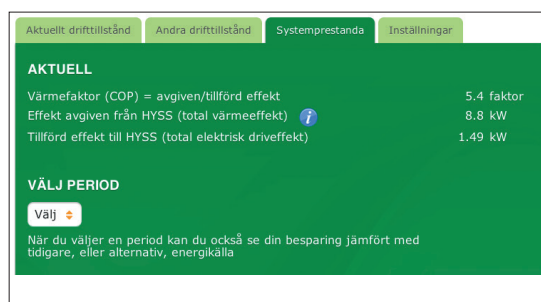 Aktuellt drifttillstånd Andra drifttillstånd Systemprestanda Inställningar
AKTUELL
Värmefaktor (COP) = avgiven/tillförd effekt 5.4 faktor
Effekt avgiven från HYSS (total värmeeffekt) i 8.8 kW
Tillförd effekt till HYSS (total elektrisk driveffekt) 1.49 kW
VÄLJ PERIOD
Välj
När du väljer en period kan du också se din besparing jämfört med
tidigare, eller alternativ, energikälla